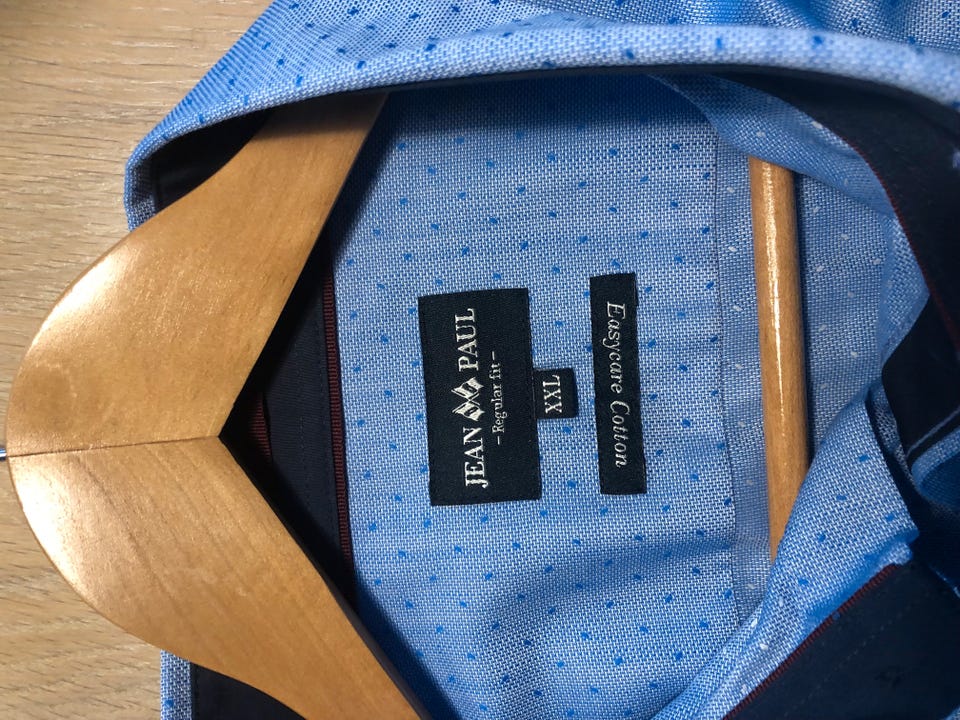 JEAN PAUL
– Regular fit –
XXL
Easycare Cotton